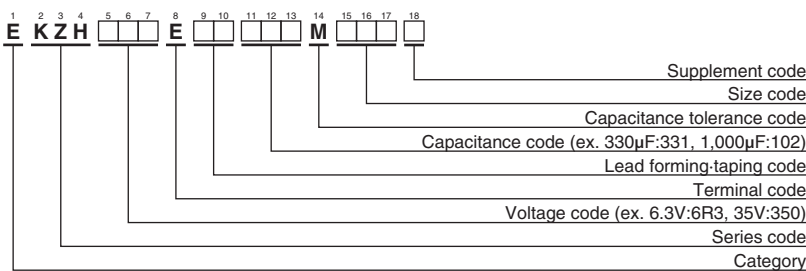 1 2 3 4 5 6 7 8 9 10 11 12 13 14 15 16 17 18
E KZH E M
Supplement code
Size code
Capacitance tolerance code
Capacitance code (ex. 330µF:331, 1,000µF:102)
Lead forming·taping code
Terminal code
Voltage code (ex. 6.3V:6R3, 35V:350)
Series code
Category